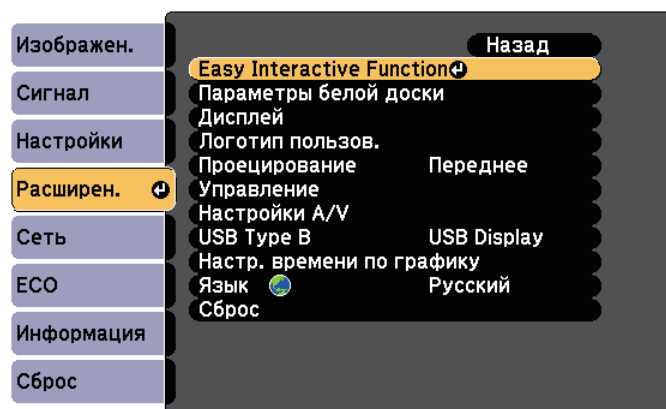 Изображен.
Сигнал
Настройки
Расширен.
Сеть
ECO
Информация
Сброс
Назад
Easy Interactive Function
Параметры белой доски
Дисплей
Логотип пользов.
Проецирование Переднее
Управление
Настройки A/V
USB Type B USB Display
Настр. времени по графику
Язык Русский
Сброс